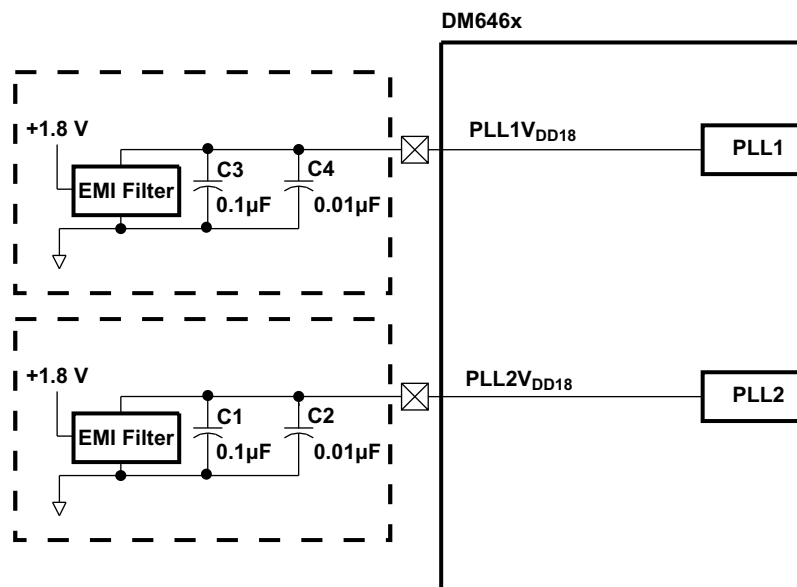 DM646x
+1.8 V
PLL1VDD18
PLL1
EMI Filter
C3
0.1µF
C4
0.01µF
+1.8 V
PLL2VDD18
PLL2
EMI Filter
C1
0.1µF
C2
0.01µF